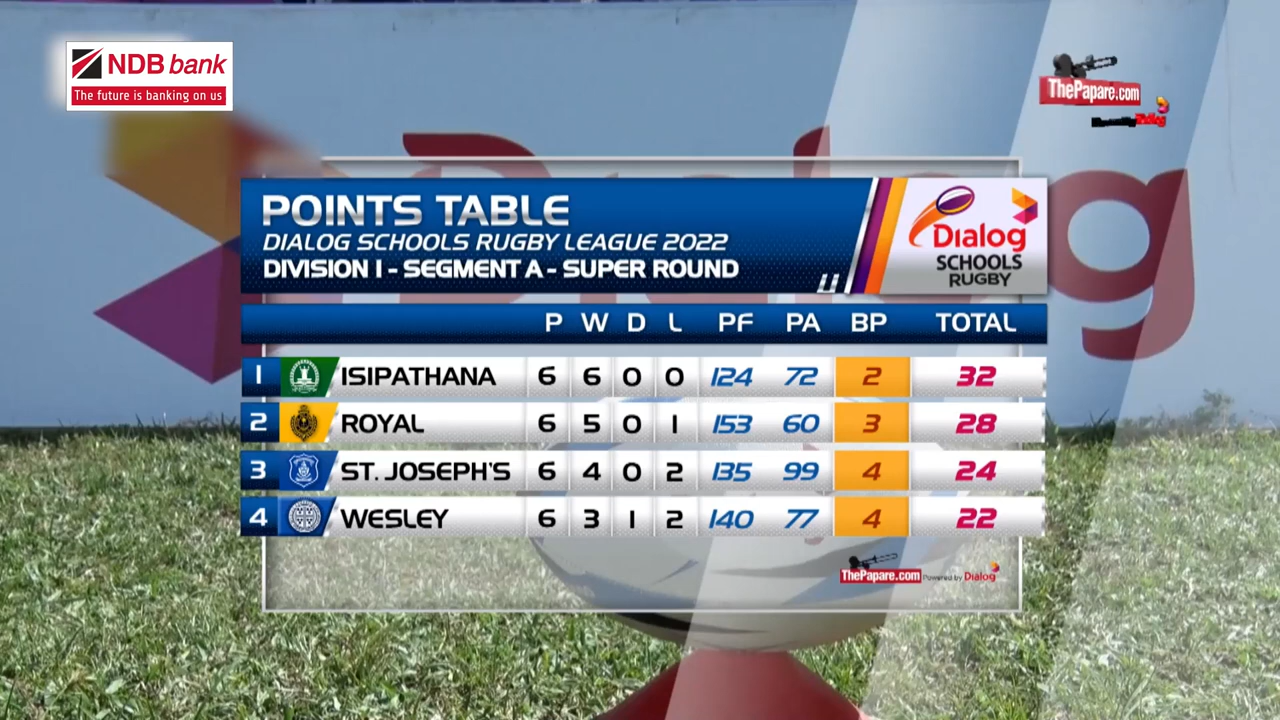 NDB bank
The future is banking on us
ThePapare.com
Dialog
POINTS TABLE
DIALOG SCHOOLS RUGBY LEAGUE 2022
DIVISION I - SEGMENT A - SUPER ROUND
Dialog
SCHOOLS
RUGBY
P W D L PF PA BP TOTAL
1 ISIPATHANA 6 6 0 0 124 72 2 32
2 ROYAL 6 5 0 1 153 60 3 28
3 ST. JOSEPH'S 6 4 0 2 135 99 4 24
4 WESLEY 6 3 1 2 140 77 4 22
ThePapare.com Powered by Dialog